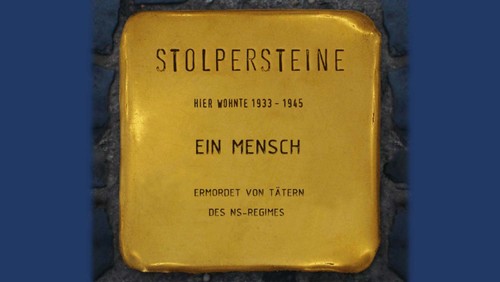 STOLPERSTEINE
HIER WOHNTE 1933 - 1945
EIN MENSCH
ERMORDET VON TÄTERN
DES NS-REGIMES